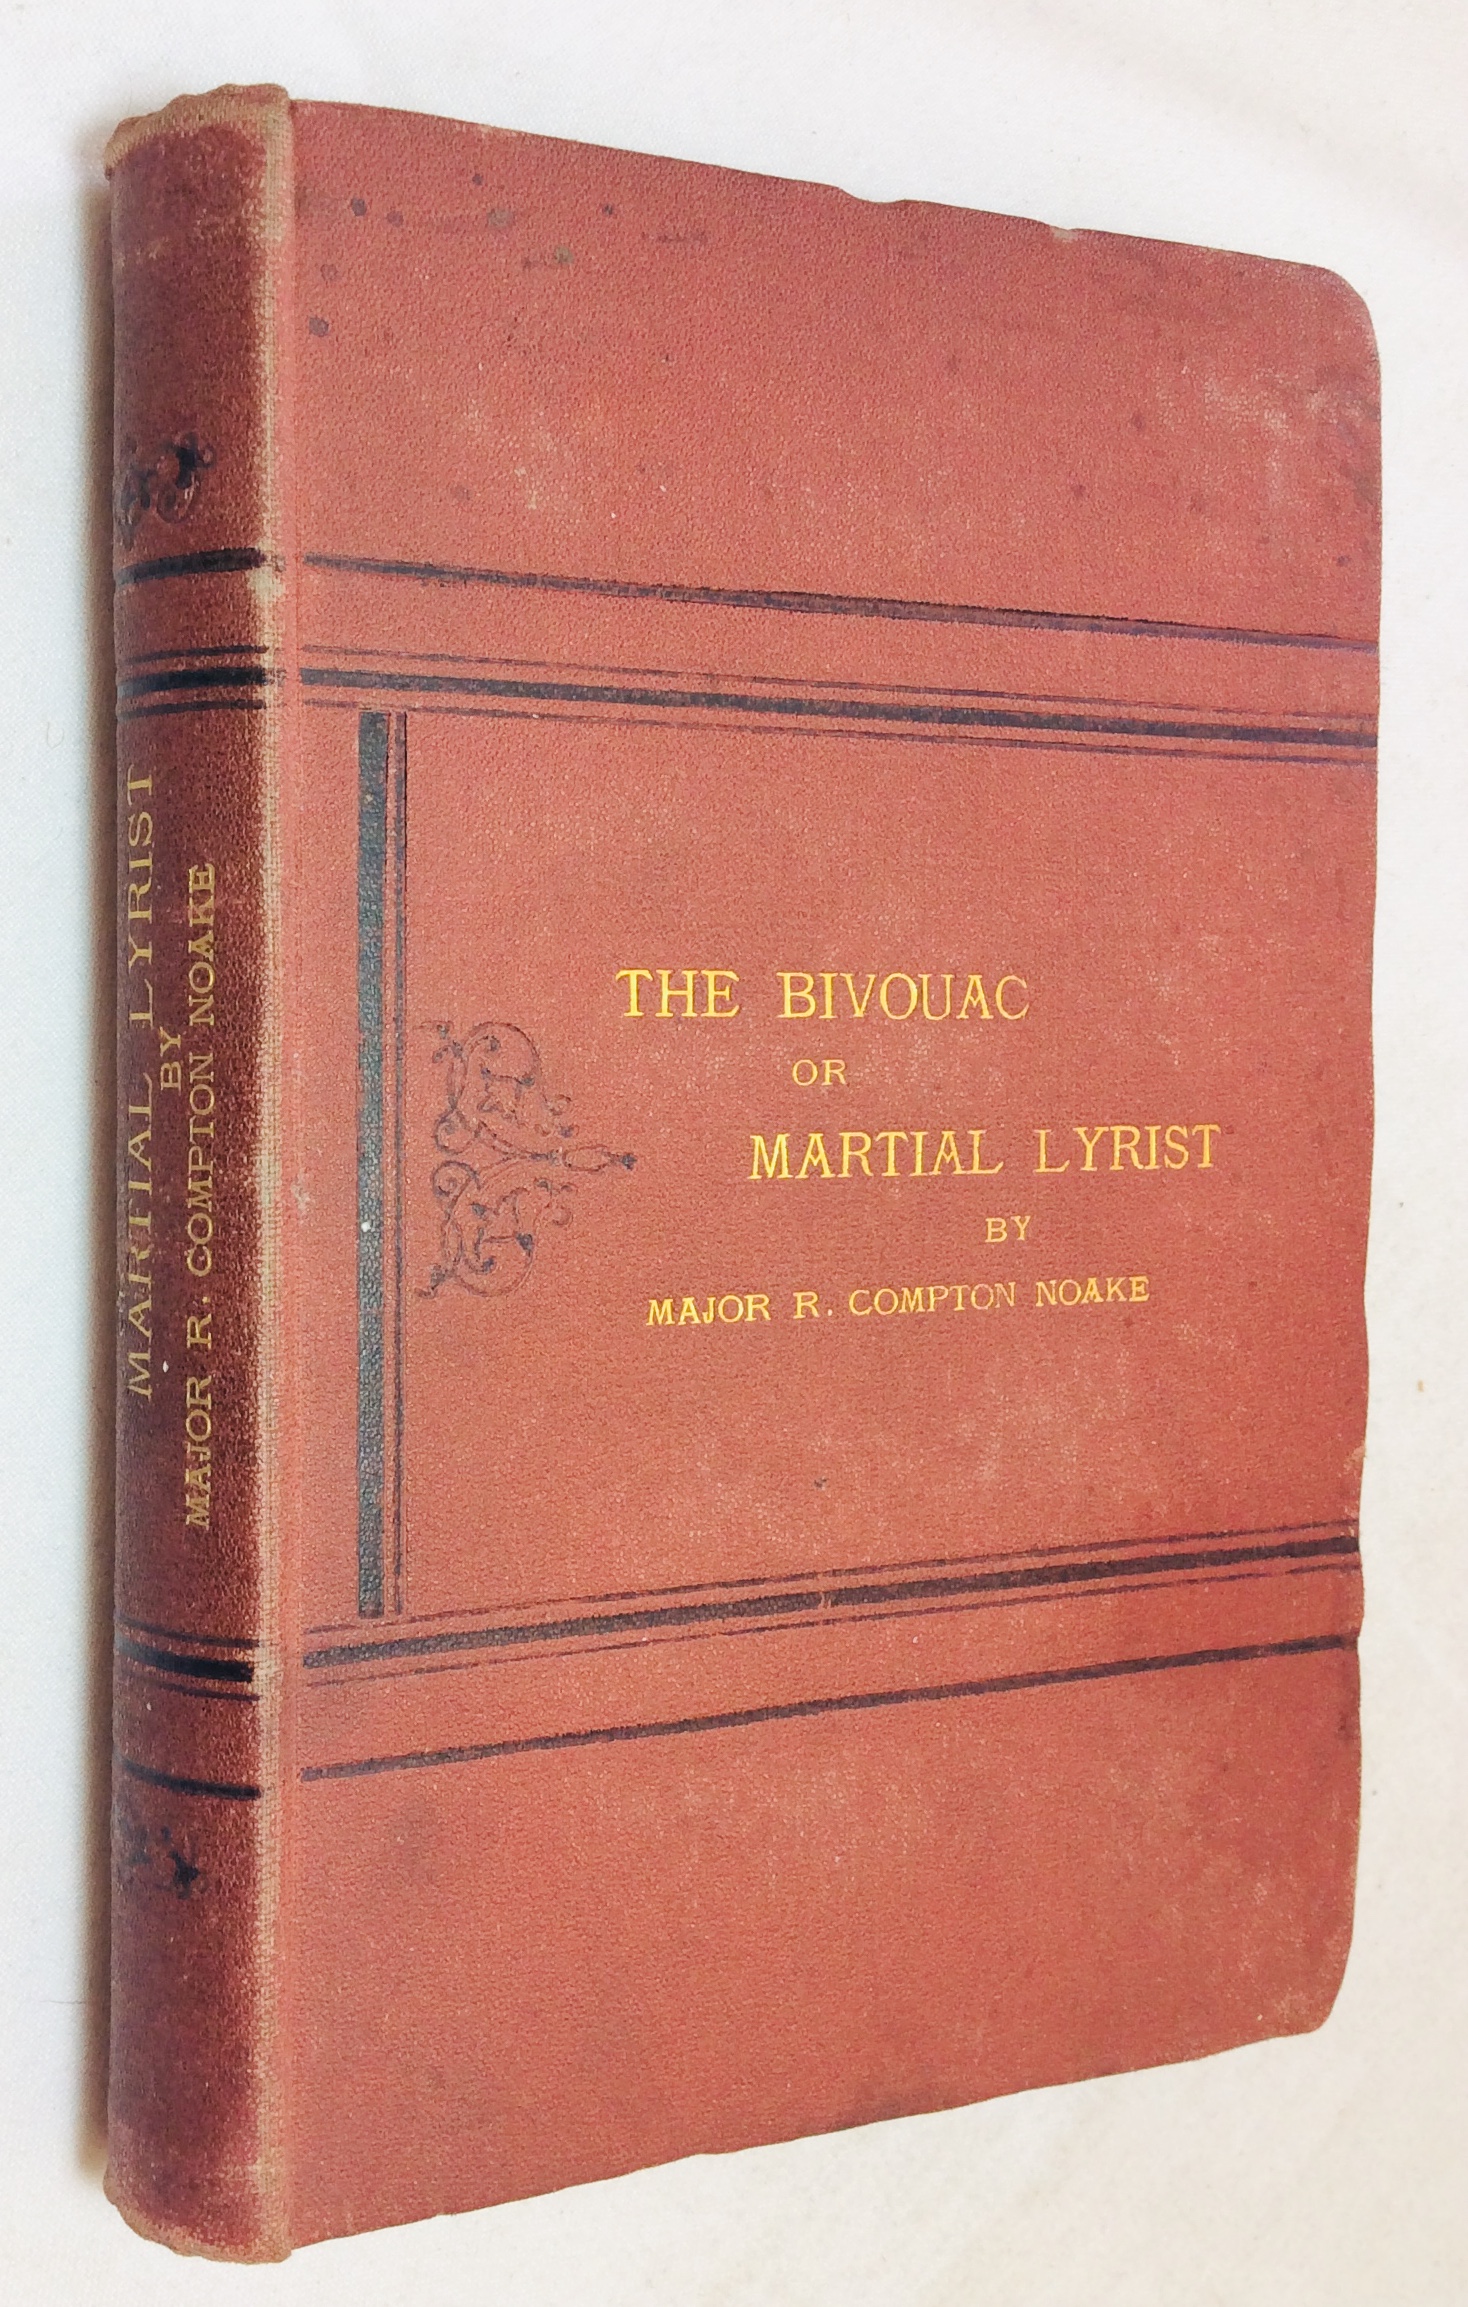 MARTIAL LYRIST
BY
MAJOR R. COMPTON NOAKE
THE BIVOUAC
OR
MARTIAL LYRIST
BY
MAJOR R. COMPTON NOAKE